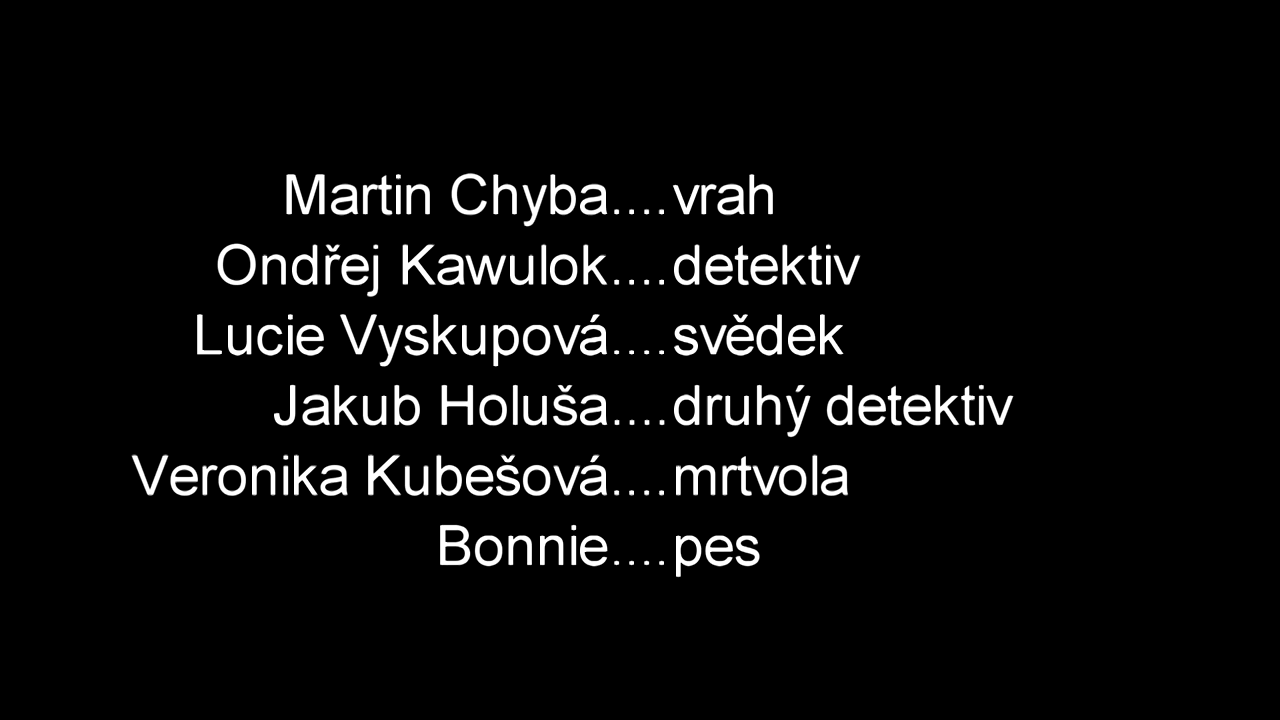 Martin Chyba....vrah
Ondřej Kawulok....detektiv
Lucie Vyskupová....svědek
Jakub Holuša....druhý detektiv
Veronika Kubešová....mrtvola
Bonnie....pes